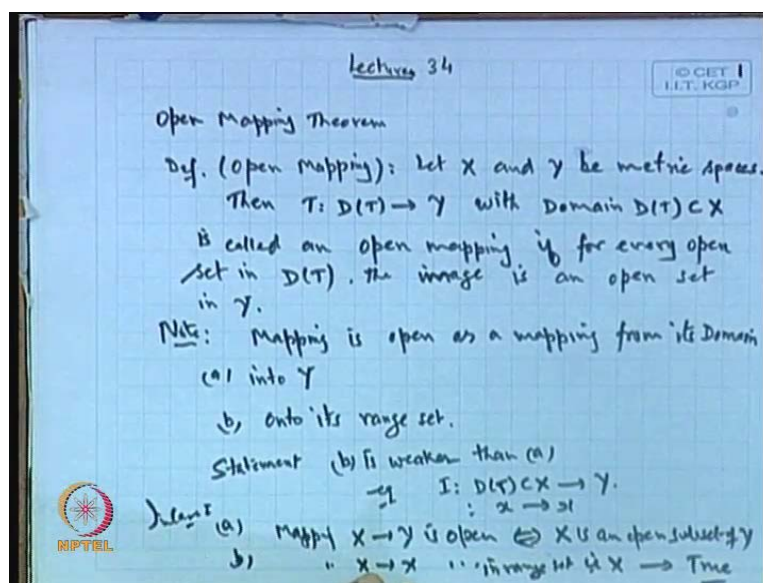 Lectures 34
© CET 1
I.I.T. KGP
Open Mapping Theorem
Def. (Open Mapping): Let X and Y be metric spaces.
Then T: D(T) → Y with Domain D(T) ⊂ X
is called an open mapping if for every open
set in D(T), the image is an open set
in Y.
Note: Mapping is open as a mapping from its Domain
(a) into Y
b) onto its range set.
Statement (b) is weaker than (a)
eg I: D(T) ⊂ X → Y.
: x → x
(a) Mapping X → Y is open ⇔ X is an open subset of Y
b) " X → X " in range set is X → True
NPTEL